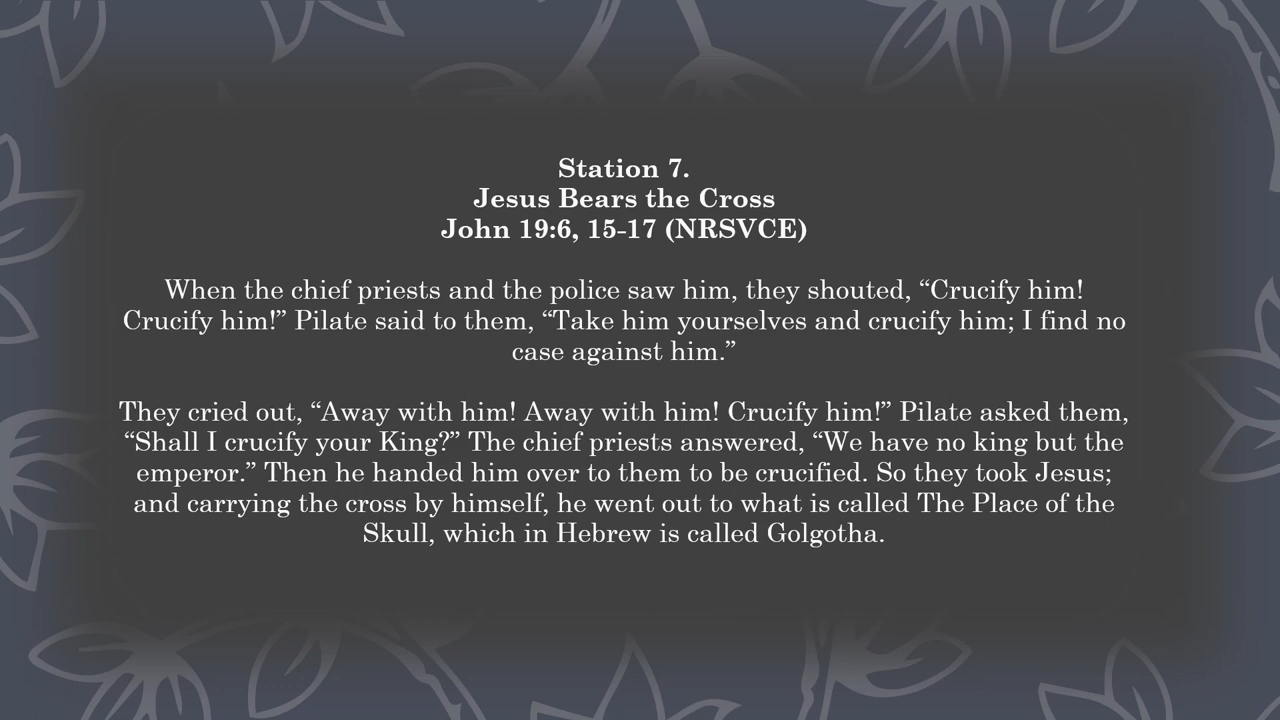 Station 7.
Jesus Bears the Cross
John 19:6, 15-17 (NRSVCE)
When the chief priests and the police saw him, they shouted, “Crucify him!
Crucify him!” Pilate said to them, “Take him yourselves and crucify him; I find no
case against him.”
They cried out, “Away with him! Away with him! Crucify him!” Pilate asked them,
“Shall I crucify your King?” The chief priests answered, “We have no king but the
emperor.” Then he handed him over to them to be crucified. So they took Jesus;
and carrying the cross by himself, he went out to what is called The Place of the
Skull, which in Hebrew is called Golgotha.